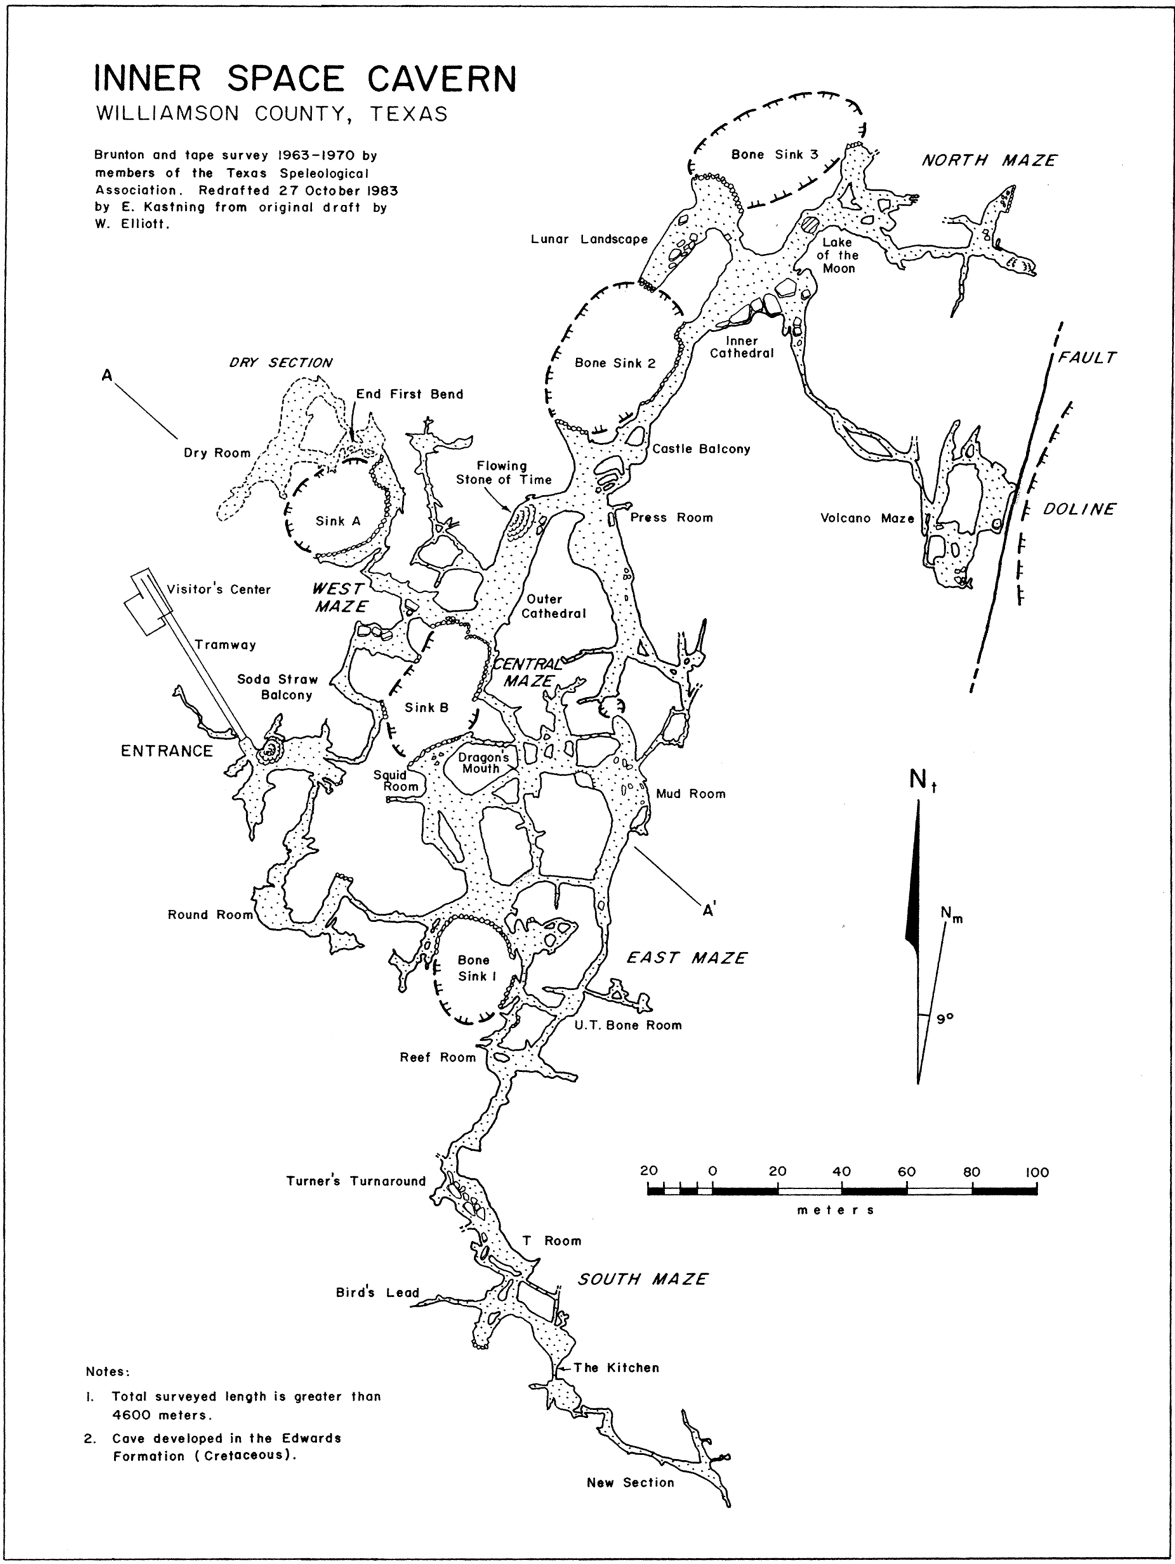 INNER SPACE CAVERN
WILLIAMSON COUNTY, TEXAS
Brunton and tape survey 1963-1970 by
members of the Texas Speleological
Association. Redrafted 27 October 1983
by E. Kastning from original draft by
W. Elliott.
Bone Sink 3
NORTH MAZE
Lunar Landscape
Lake
of the
Moon
Inner
Cathedral
Bone Sink 2
FAULT
DRY SECTION
A
End First Bend
Dry Room
Castle Balcony
Flowing
Stone of Time
Sink A
Press Room
Volcano Maze
DOLINE
Visitor's Center
WEST
MAZE
Outer
Cathedral
Tramway
CENTRAL
MAZE
Soda Straw
Balcony
Sink B
ENTRANCE
Dragon's
Mouth
Squid
Room
Mud Room
Nt
A'
Nm
Round Room
EAST MAZE
Bone
Sink 1
9°
U.T. Bone Room
Reef Room
20 0 20 40 60 80 100
meters
Turner's Turnaround
T Room
SOUTH MAZE
Bird's Lead
The Kitchen
Notes:
1. Total surveyed length is greater than
4600 meters.
2. Cave developed in the Edwards
Formation (Cretaceous).
New Section